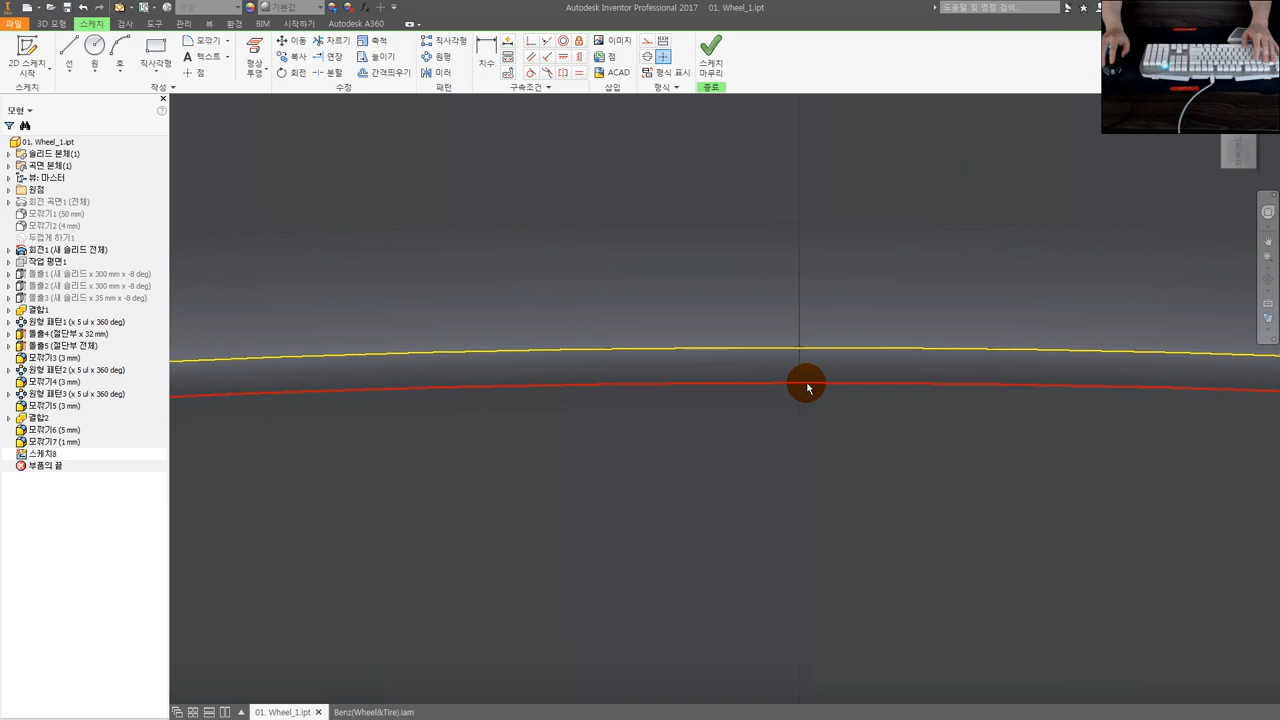 Autodesk Inventor Professional 2017 01. Wheel_1.ipt
도움말 및 명령 검색...
파일 3D 모형 스케치 검사 도구 관리 뷰 환경 BIM 시작하기 Autodesk A360
기본값
2D 스케치 시작
선
원
호
직사각형
모깎기
텍스트
점
형상 투영
이동
복사
회전
자르기
연장
분할
축척
늘이기
간격띄우기
직사각형
원형
미러
치수
이미지
점
ACAD
형식 표시
스케치 마무리
스케치 작성 수정 패턴 구속조건 삽입 형식 종료
모형
01. Wheel_1.ipt
솔리드 본체(1)
곡면 본체(1)
뷰: 마스터
원점
회전 곡면1 (전체)
모깎기1 (50 mm)
모깎기2 (4 mm)
두껍게 하기1
회전1 (새 솔리드 전체)
작업 평면1
돌출1 (새 솔리드 x 300 mm x -8 deg)
돌출2 (새 솔리드 x 300 mm x -8 deg)
돌출3 (새 솔리드 x 35 mm x -8 deg)
결합1
원형 패턴1 (x 5 ul x 360 deg)
돌출4 (절단부 x 32 mm)
돌출5 (절단부 전체)
모깎기3 (3 mm)
원형 패턴2 (x 5 ul x 360 deg)
모깎기4 (3 mm)
원형 패턴3 (x 5 ul x 360 deg)
모깎기5 (3 mm)
결합2
모깎기6 (5 mm)
모깎기7 (1 mm)
스케치8
부품의 끝
01. Wheel_1.ipt
Benz(Wheel&Tire).iam